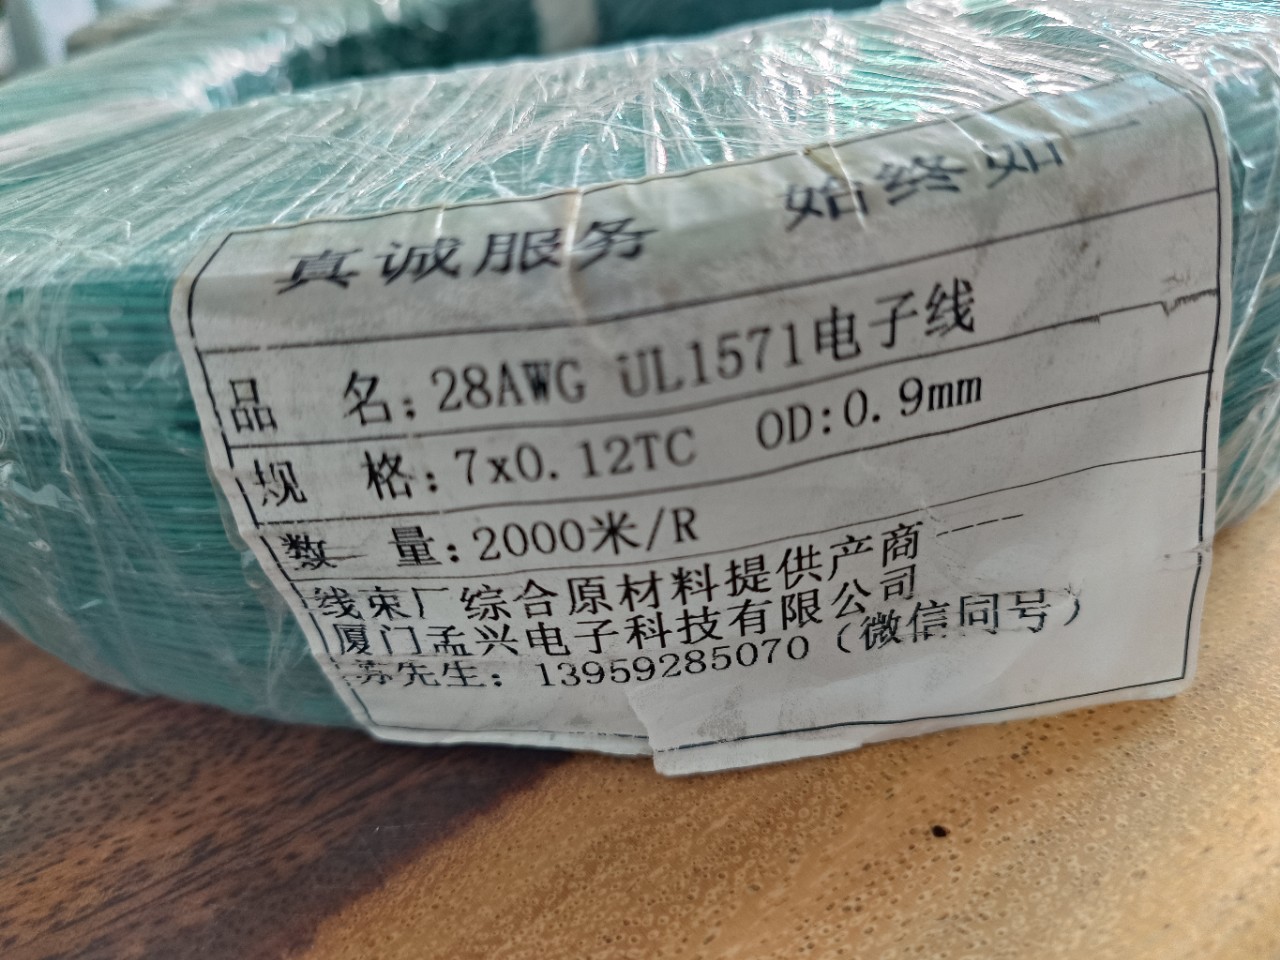 真诚服务 始终如一
品 名:28AWG UL1571电子线
规 格:7x0.12TC OD:0.9mm
数 量:2000米/R
线束厂综合原材料提供产商----
厦门孟兴电子科技有限公司
苏先生:13959285070(微信同号)